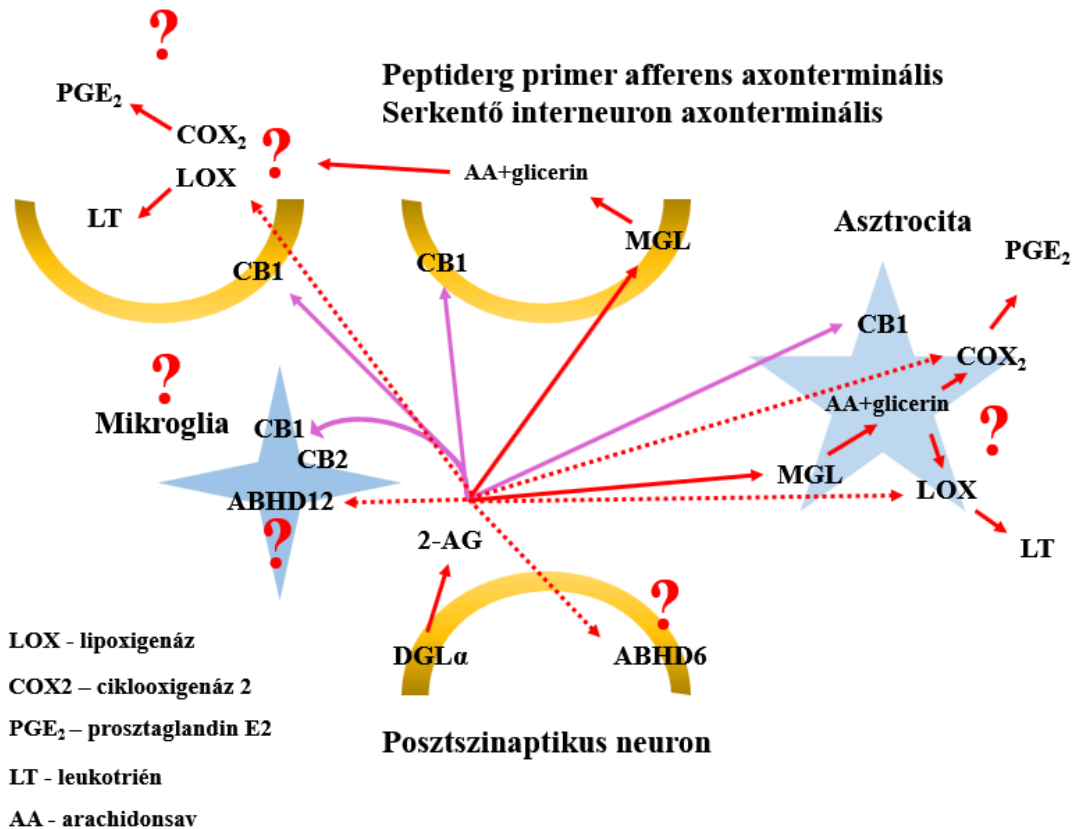 ?
Peptiderg primer afferens axonterminális
Serkentő interneuron axonterminális
PGE₂
COX₂
?
LOX
LT
CB1
AA+glicerin
MGL
CB1
Asztrocita
PGE₂
CB1
COX₂
AA+glicerin
?
MGL
LOX
LT
?
Mikroglia
CB1
CB2
ABHD12
?
2-AG
?
DGLα
ABHD6
Posztszinaptikus neuron
LOX - lipoxigenáz
COX2 – ciklooxigenáz 2
PGE₂ – prosztaglandin E2
LT - leukotrién
AA - arachidonsav